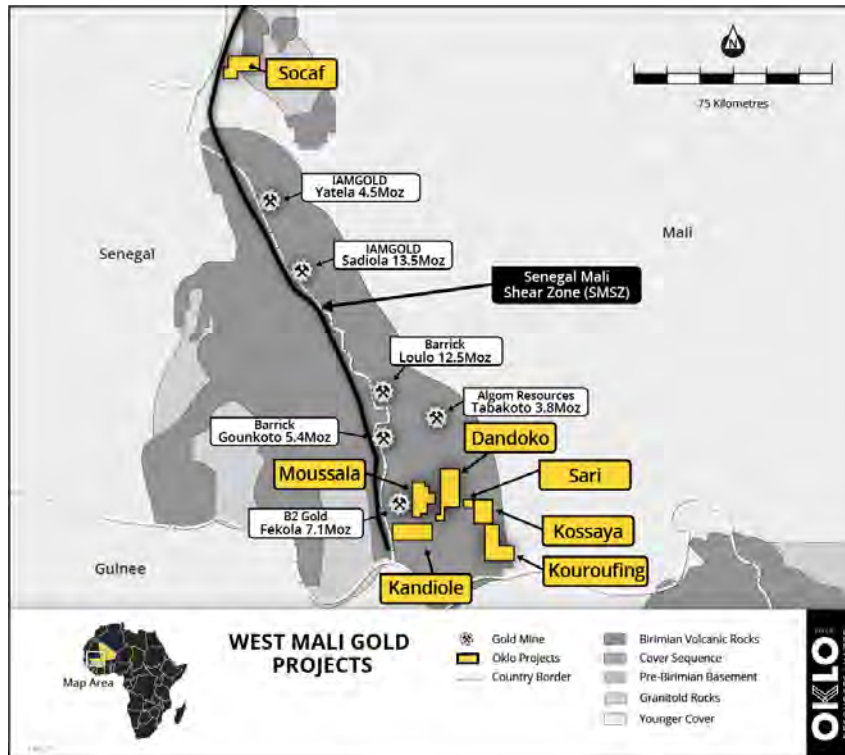 Socaf
N
75 Kilometres
IAMGOLD
Yatela 4.5Moz
Senegal
Mali
IAMGOLD
Sadiola 13.5Moz
Senegal Mali
Shear Zone (SMSZ)
Barrick
Loulo 12.5Moz
Algom Resources
Tabakoto 3.8Moz
Barrick
Gounkoto 5.4Moz
Dandoko
Moussala
Sari
B2 Gold
Fekola 7.1Moz
Kossaya
Guinee
Kandiole
Kouroufing
WEST MALI GOLD
PROJECTS
Map Area
Gold Mine
Oklo Projects
Country Border
Birimian Volcanic Rocks
Cover Sequence
Pre-Birimian Basement
Granitoid Rocks
Younger Cover
OKLO